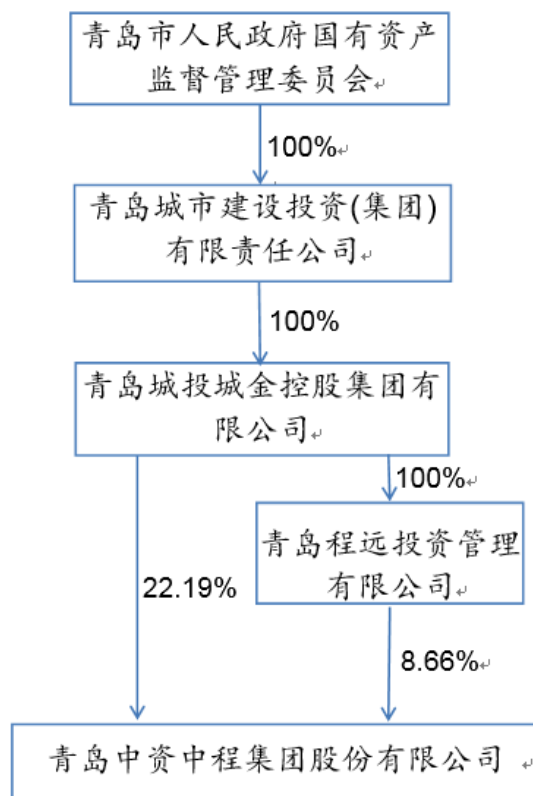 青岛市人民政府国有资产
监督管理委员会
100%
青岛城市建设投资(集团)
有限责任公司
100%
青岛城投城金控股集团有
限公司
100%
青岛程远投资管理
有限公司
22.19%
8.66%
青岛中资中程集团股份有限公司